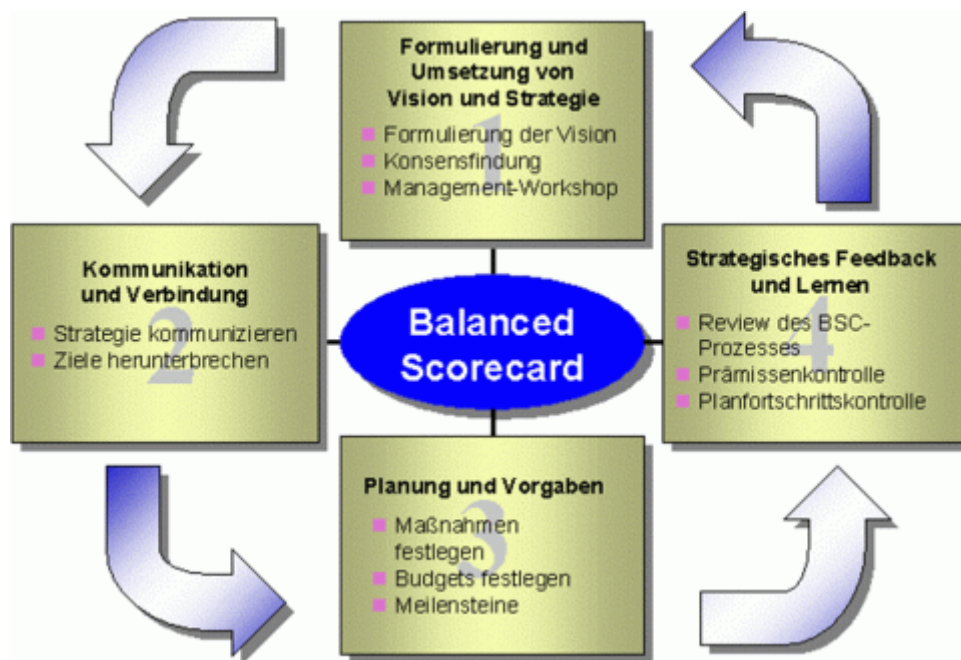 Formulierung und
Umsetzung von
Vision und Strategie
1
Formulierung der Vision
Konsensfindung
Management-Workshop
Kommunikation
und Verbindung
2
Strategie kommunizieren
Ziele herunterbrechen
Balanced
Scorecard
Planung und Vorgaben
3
Maßnahmen
festlegen
Budgets festlegen
Meilensteine
Strategisches Feedback
und Lernen
4
Review des BSC-
Prozesses
Prämissenkontrolle
Planfortschrittskontrolle